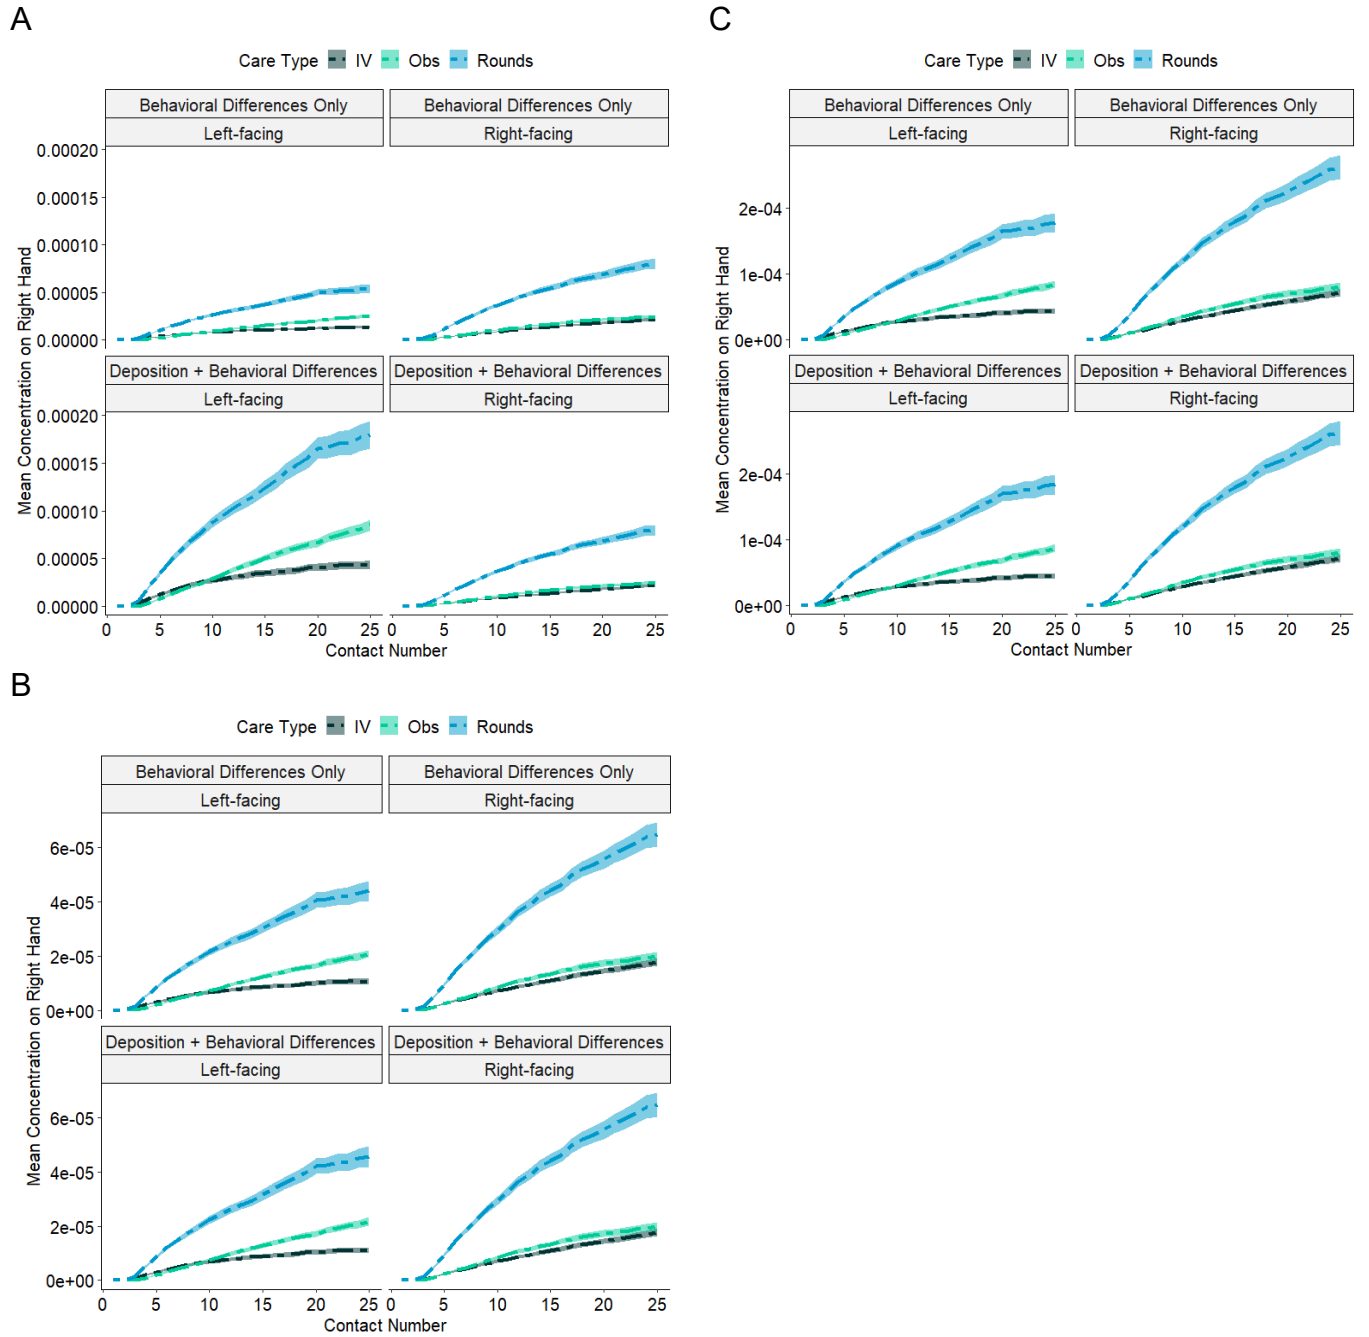 A
Care Type IV Obs Rounds
Behavioral Differences Only Behavioral Differences Only
Left-facing Right-facing
0.00020
0.00015
0.00010
0.00005
0.00000
Deposition + Behavioral Differences Deposition + Behavioral Differences
Left-facing Right-facing
0.00020
0.00015
0.00010
0.00005
0.00000
Mean Concentration on Right Hand
0 5 10 15 20 25 0 5 10 15 20 25
Contact Number
C
Care Type IV Obs Rounds
Behavioral Differences Only Behavioral Differences Only
Left-facing Right-facing
2e-04
1e-04
0e+00
Deposition + Behavioral Differences Deposition + Behavioral Differences
Left-facing Right-facing
2e-04
1e-04
0e+00
Mean Concentration on Right Hand
0 5 10 15 20 25 0 5 10 15 20 25
Contact Number
B
Care Type IV Obs Rounds
Behavioral Differences Only Behavioral Differences Only
Left-facing Right-facing
6e-05
4e-05
2e-05
0e+00
Deposition + Behavioral Differences Deposition + Behavioral Differences
Left-facing Right-facing
6e-05
4e-05
2e-05
0e+00
Mean Concentration on Right Hand
0 5 10 15 20 25 0 5 10 15 20 25
Contact Number